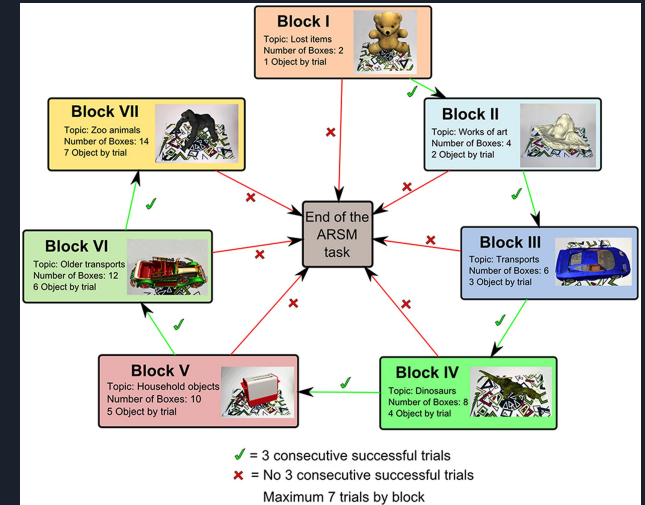 Block I
Topic: Lost items
Number of Boxes: 2
1 Object by trial
Block II
Topic: Works of art
Number of Boxes: 4
2 Object by trial
Block III
Topic: Transports
Number of Boxes: 6
3 Object by trial
Block IV
Topic: Dinosaurs
Number of Boxes: 8
4 Object by trial
Block V
Topic: Household objects
Number of Boxes: 10
5 Object by trial
Block VI
Topic: Older transports
Number of Boxes: 12
6 Object by trial
Block VII
Topic: Zoo animals
Number of Boxes: 14
7 Object by trial
End of the
ARSM
task
✓ = 3 consecutive successful trials
✗ = No 3 consecutive successful trials
Maximum 7 trials by block